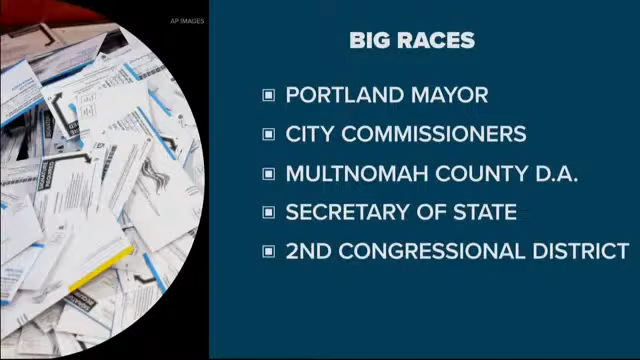 AP IMAGES
BIG RACES
PORTLAND MAYOR
CITY COMMISSIONERS
MULTNOMAH COUNTY D.A.
SECRETARY OF STATE
2ND CONGRESSIONAL DISTRICT